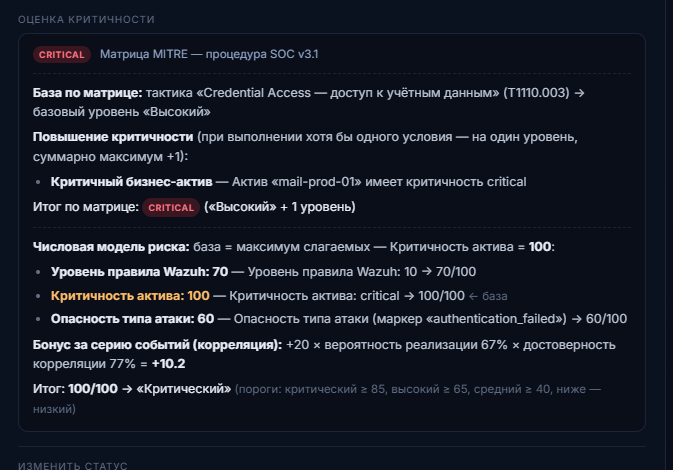 ОЦЕНКА КРИТИЧНОСТИ
CRITICAL Матрица MITRE — процедура SOC v3.1
База по матрице: тактика «Credential Access — доступ к учётным данным» (T1110.003) →
базовый уровень «Высокий»
Повышение критичности (при выполнении хотя бы одного условия — на один уровень,
суммарно максимум +1):
• Критичный бизнес-актив — Актив «mail-prod-01» имеет критичность critical
Итог по матрице: CRITICAL («Высокий» + 1 уровень)
Числовая модель риска: база = максимум слагаемых — Критичность актива = 100:
• Уровень правила Wazuh: 70 — Уровень правила Wazuh: 10 → 70/100
• Критичность актива: 100 — Критичность актива: critical → 100/100 ← база
• Опасность типа атаки: 60 — Опасность типа атаки (маркер «authentication_failed») → 60/100
Бонус за серию событий (корреляция): +20 × вероятность реализации 67% × достоверность
корреляции 77% = +10.2
Итог: 100/100 → «Критический» (пороги: критический ≥ 85, высокий ≥ 65, средний ≥ 40, ниже —
низкий)
ИЗМЕНИТЬ СТАТУС